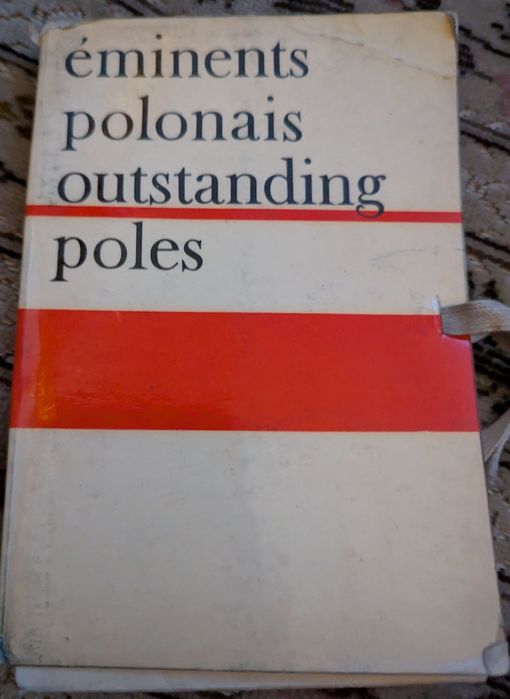 éminents
polonais
outstanding
poles